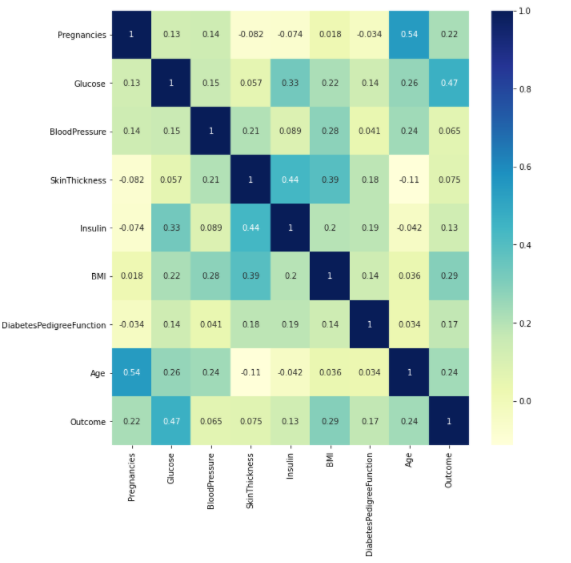 Pregnancies 1 0.13 0.14 -0.082 -0.074 0.018 -0.034 0.54 0.22
Glucose 0.13 1 0.15 0.057 0.33 0.22 0.14 0.26 0.47
BloodPressure 0.14 0.15 1 0.21 0.089 0.28 0.041 0.24 0.065
SkinThickness -0.082 0.057 0.21 1 0.44 0.39 0.18 -0.11 0.075
Insulin -0.074 0.33 0.089 0.44 1 0.2 0.19 -0.042 0.13
BMI 0.018 0.22 0.28 0.39 0.2 1 0.14 0.036 0.29
DiabetesPedigreeFunction -0.034 0.14 0.041 0.18 0.19 0.14 1 0.034 0.17
Age 0.54 0.26 0.24 -0.11 -0.042 0.036 0.034 1 0.24
Outcome 0.22 0.47 0.065 0.075 0.13 0.29 0.17 0.24 1
Pregnancies
Glucose
BloodPressure
SkinThickness
Insulin
BMI
DiabetesPedigreeFunction
Age
Outcome
1.0
0.8
0.6
0.4
0.2
0.0